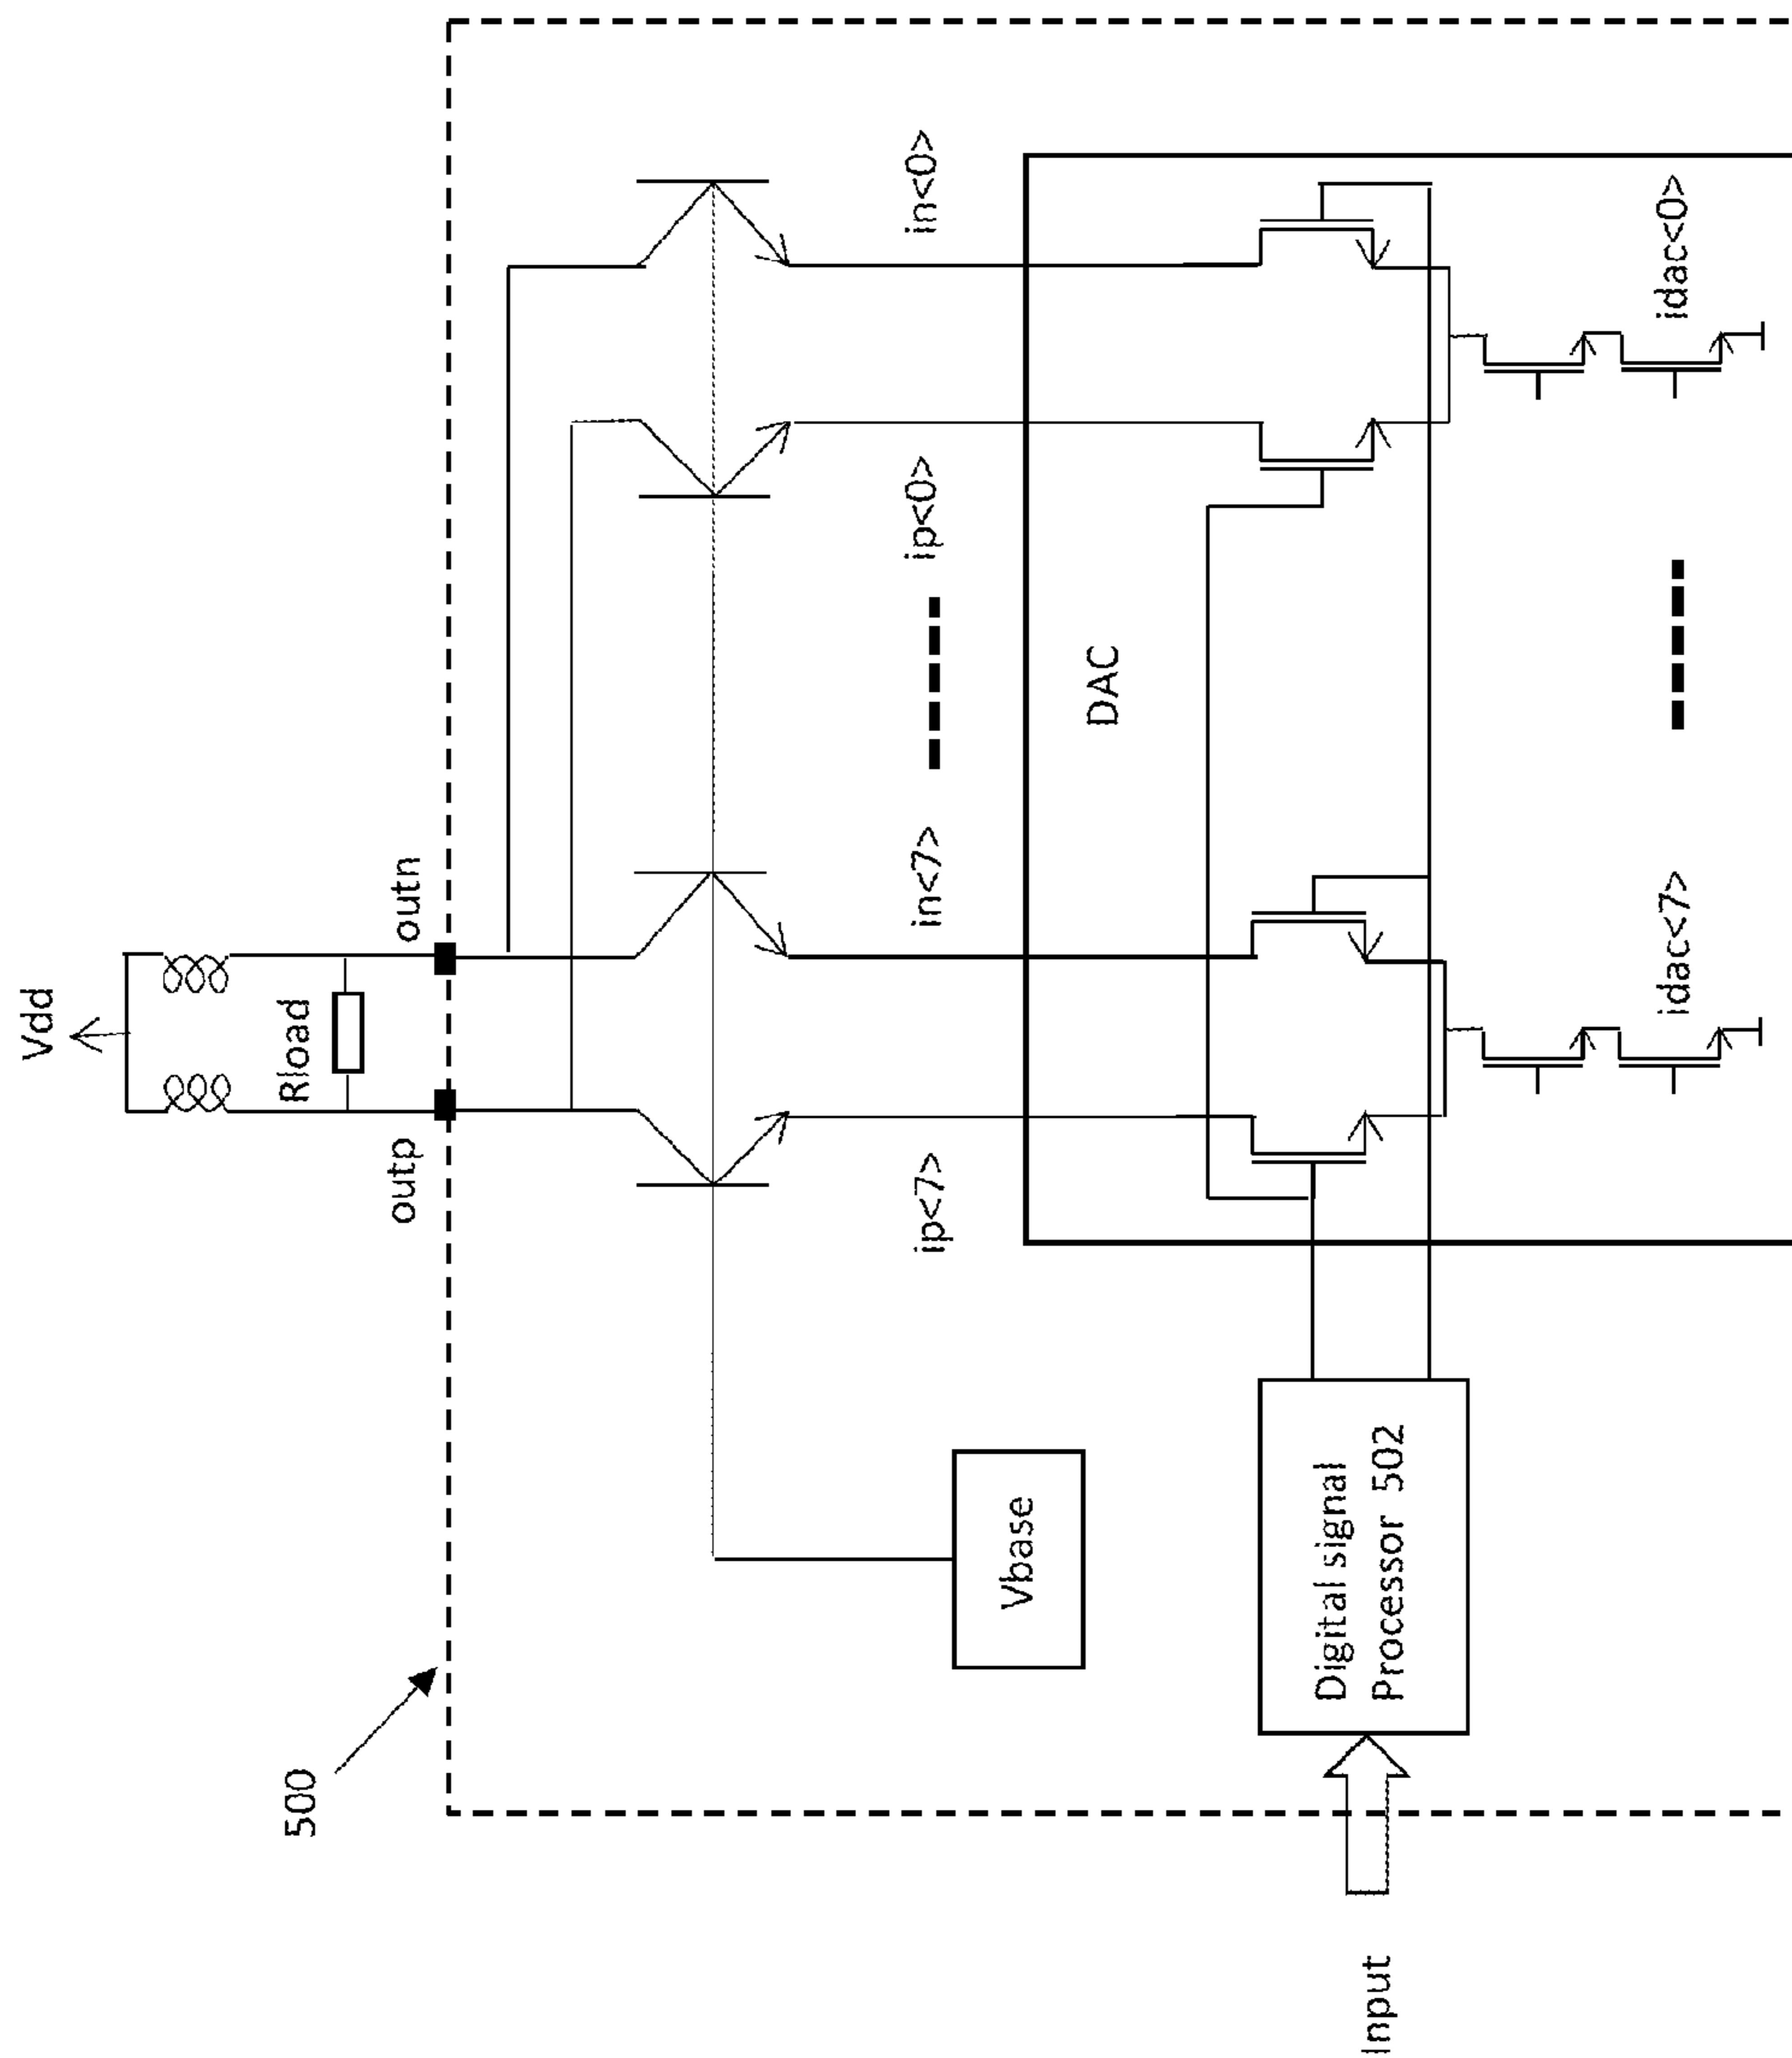 Vdd
Rload
outp
outn
500
ip<7>
in<7>
ip<0>
in<0>
Vbase
DAC
Digital signal
Processor 502
Input
idac<7>
idac<0>